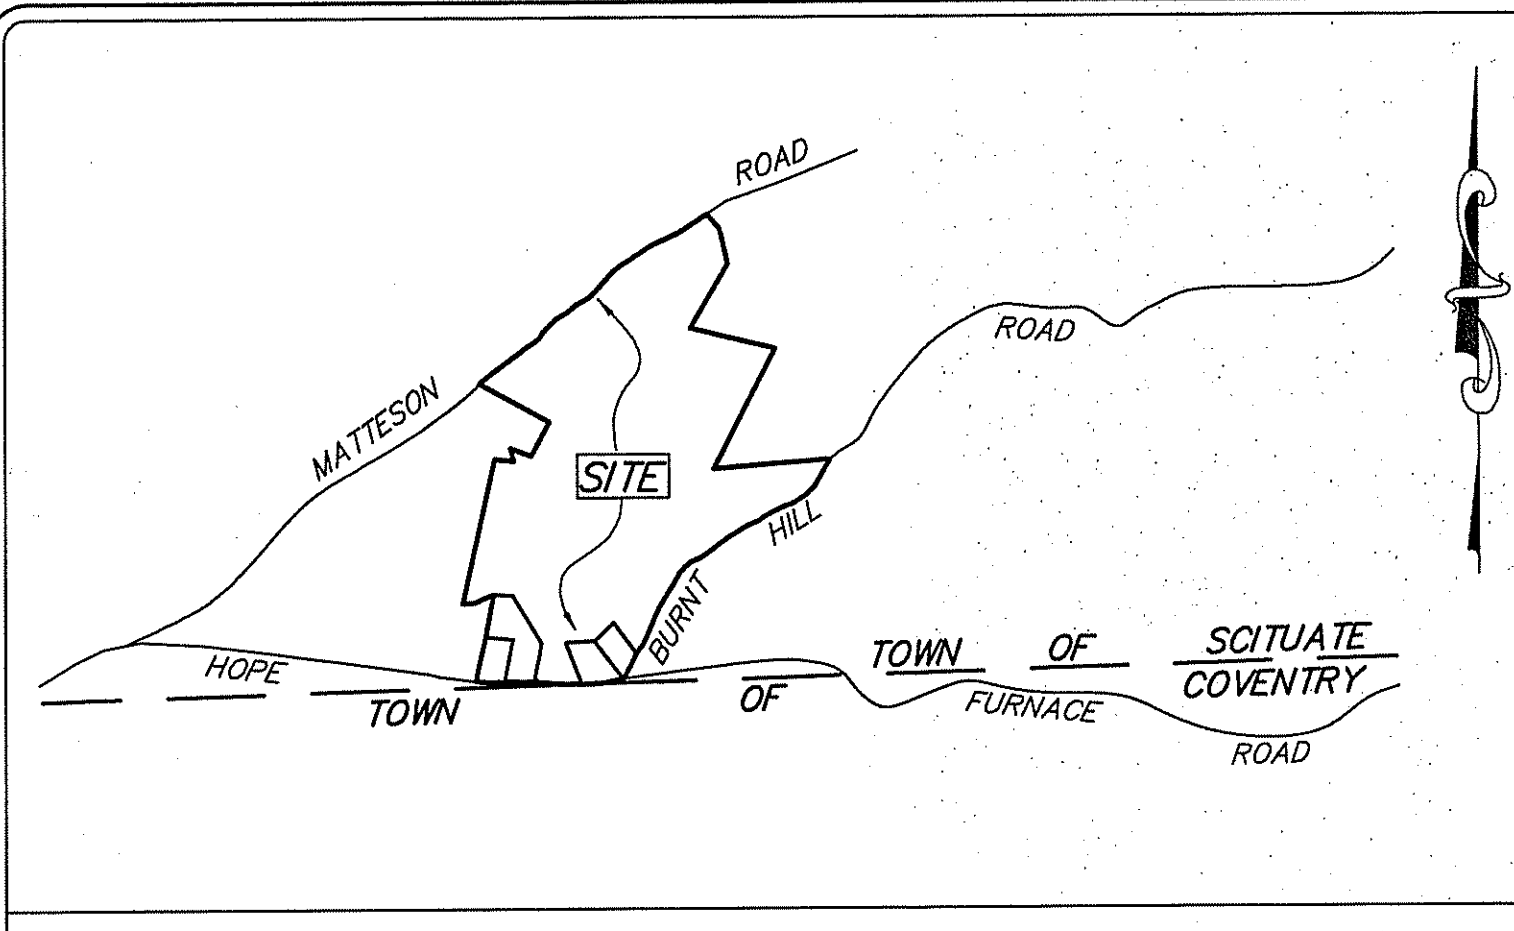 MATTESON ROAD
SITE
BURNT HILL ROAD
HOPE FURNACE ROAD
TOWN OF SCITUATE
TOWN OF COVENTRY